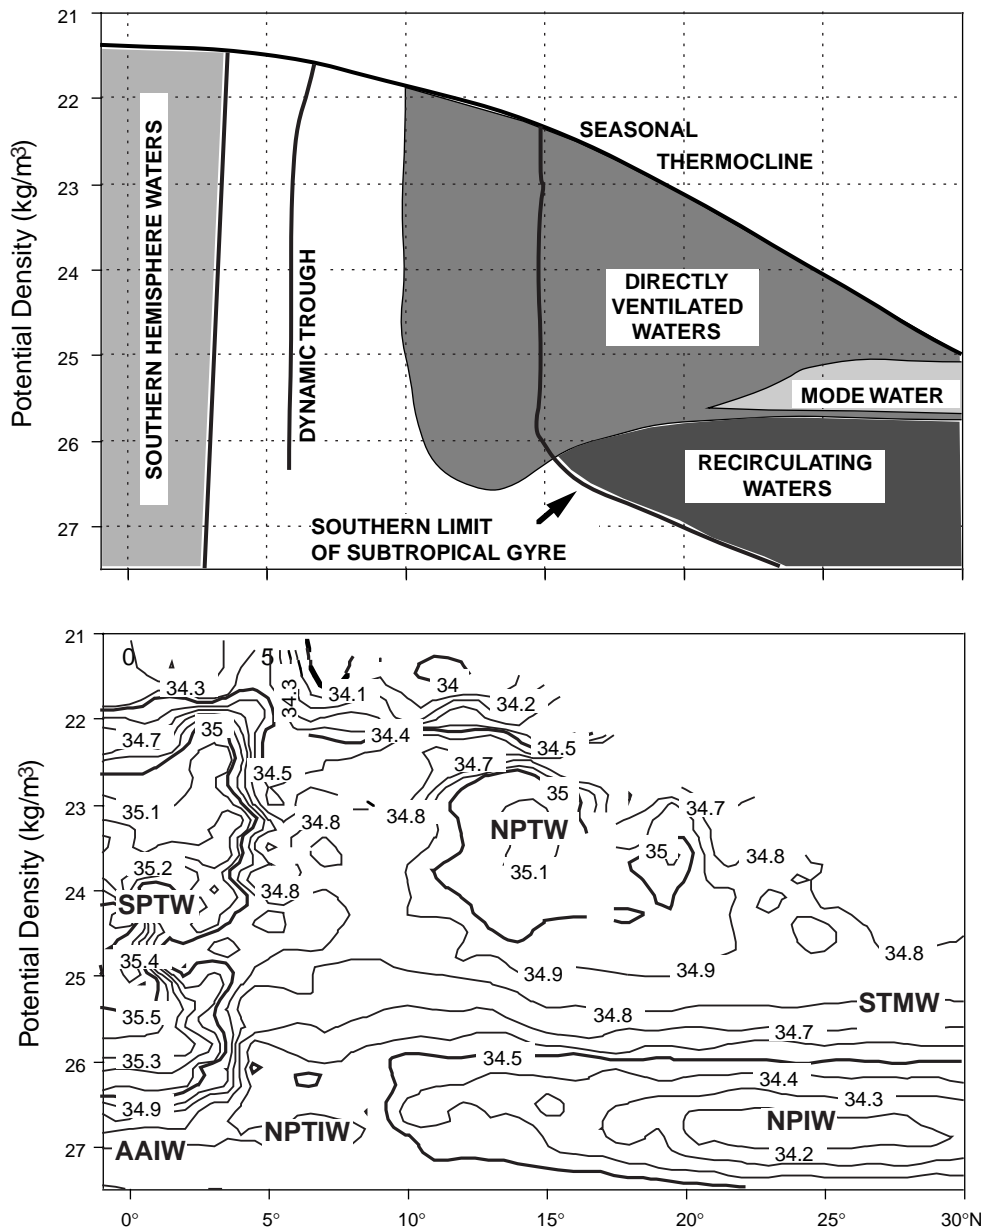 21
22
23
24
25
26
27
Potential Density (kg/m³)
SOUTHERN HEMISPHERE WATERS
DYNAMIC TROUGH
SEASONAL
THERMOCLINE
DIRECTLY
VENTILATED
WATERS
MODE WATER
RECIRCULATING
WATERS
SOUTHERN LIMIT
OF SUBTROPICAL GYRE
21
22
23
24
25
26
27
Potential Density (kg/m³)
0
5
34.3
34.3
34.1
34
34.2
34.7
35
34.4
34.5
34.5
34.7
35
35.1
34.8
34.8
NPTW
34.7
35
34.8
35.2
34.8
35.1
SPTW
35.4
34.9
34.9
34.8
STMW
35.5
34.8
34.7
35.3
34.5
34.4
34.3
34.9
NPTIW
NPIW
AAIW
34.2
0°
5°
10°
15°
20°
25°
30°N